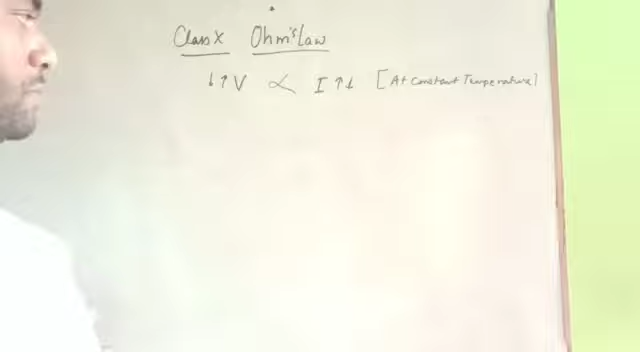 Class X Ohm's Law
↓↑V ∝ I↑↓ [At Constant Temperature]